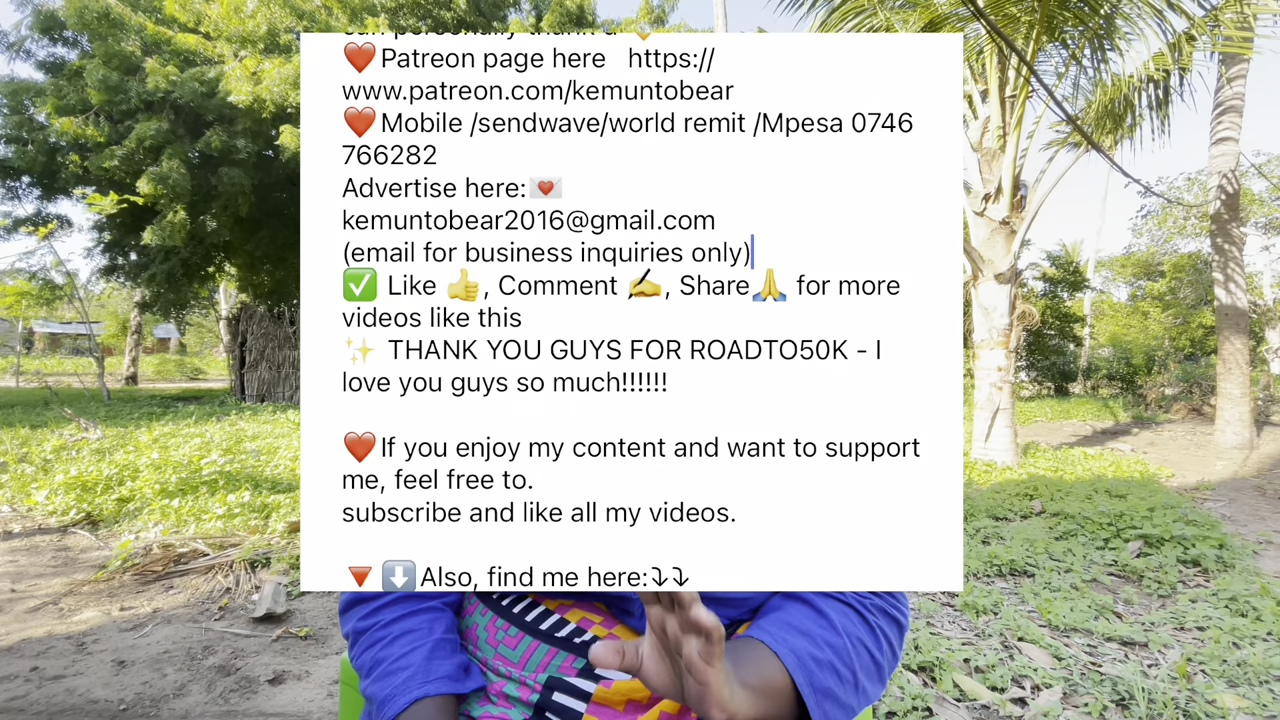 ❤️Patreon page here https://
www.patreon.com/kemuntobear
❤️Mobile /sendwave/world remit /Mpesa 0746
766282
Advertise here:💌
kemuntobear2016@gmail.com
(email for business inquiries only)
✅ Like 👍, Comment ✍️, Share🙏 for more
videos like this
✨ THANK YOU GUYS FOR ROADTO50K - I
love you guys so much!!!!!!
❤️If you enjoy my content and want to support
me, feel free to.
subscribe and like all my videos.
🔻⬇️Also, find me here:⤵⤵